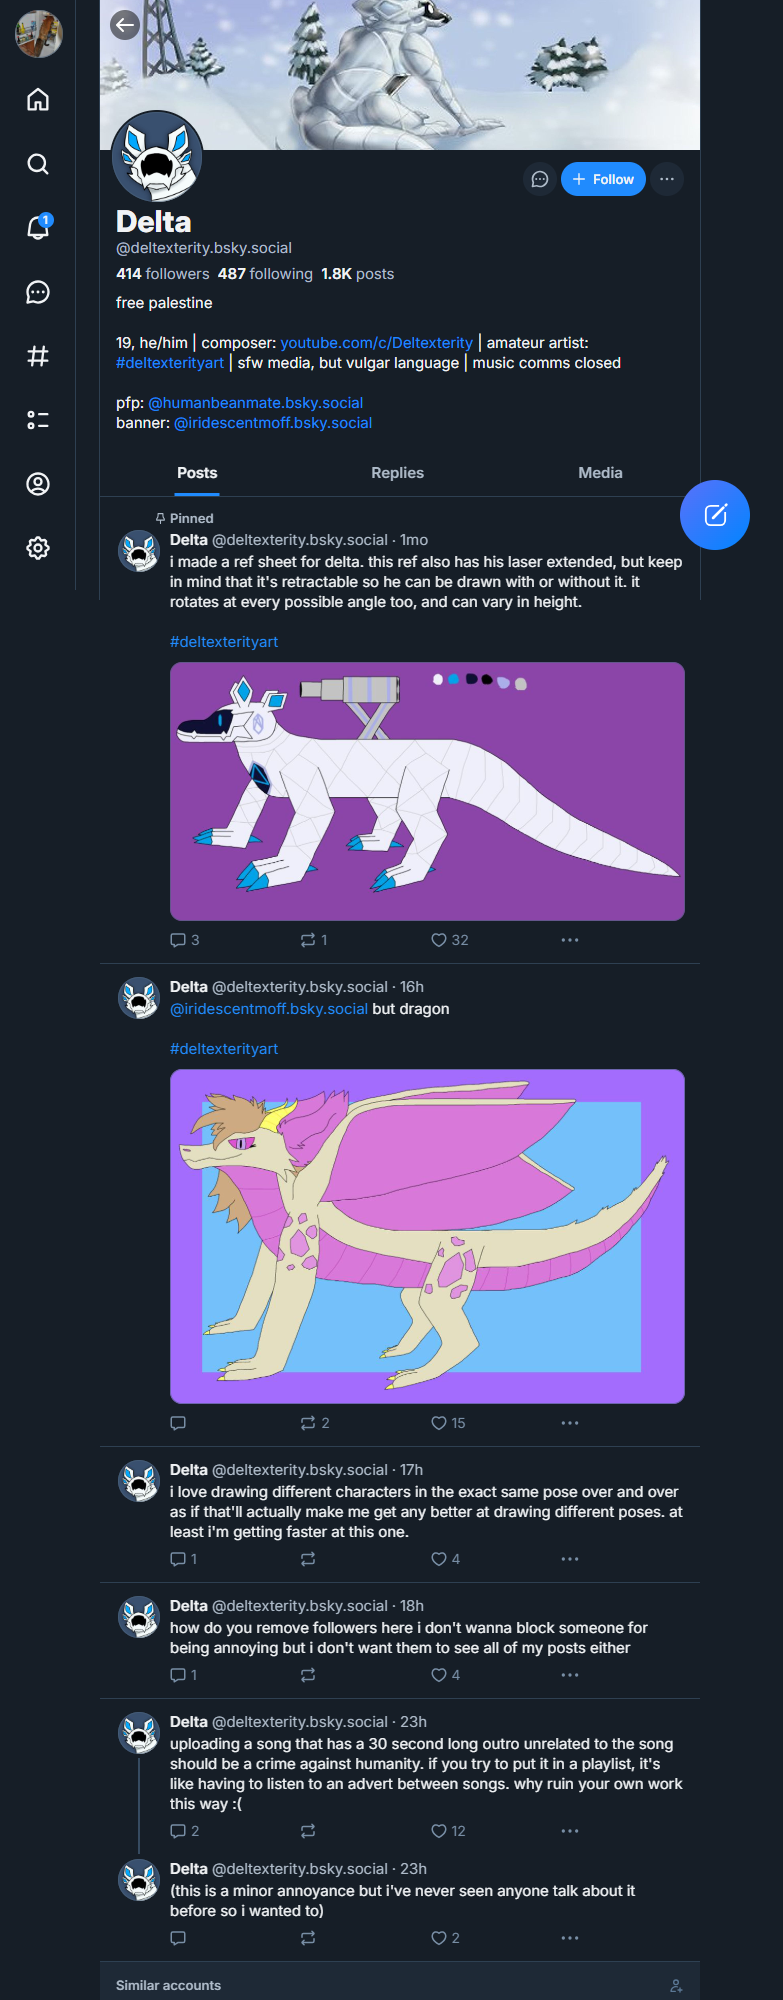 Follow
Delta
@deltexterity.bsky.social
414 followers 487 following 1.8K posts
free palestine
19, he/him | composer: youtube.com/c/Deltexterity | amateur artist:
#deltexterityart | sfw media, but vulgar language | music comms closed
pfp: @humanbeanmate.bsky.social
banner: @iridescentmoff.bsky.social
1
Posts
Replies
Media
Pinned
Delta @deltexterity.bsky.social · 1mo
i made a ref sheet for delta. this ref also has his laser extended, but keep
in mind that it's retractable so he can be drawn with or without it. it
rotates at every possible angle too, and can vary in height.
#deltexterityart
3 1 32
Delta @deltexterity.bsky.social · 16h
@iridescentmoff.bsky.social but dragon
#deltexterityart
2 15
Delta @deltexterity.bsky.social · 17h
i love drawing different characters in the exact same pose over and over
as if that'll actually make me get any better at drawing different poses. at
least i'm getting faster at this one.
1 4
Delta @deltexterity.bsky.social · 18h
how do you remove followers here i don't wanna block someone for
being annoying but i don't want them to see all of my posts either
1 4
Delta @deltexterity.bsky.social · 23h
uploading a song that has a 30 second long outro unrelated to the song
should be a crime against humanity. if you try to put it in a playlist, it's
like having to listen to an advert between songs. why ruin your own work
this way :(
2 12
Delta @deltexterity.bsky.social · 23h
(this is a minor annoyance but i've never seen anyone talk about it
before so i wanted to)
2
Similar accounts